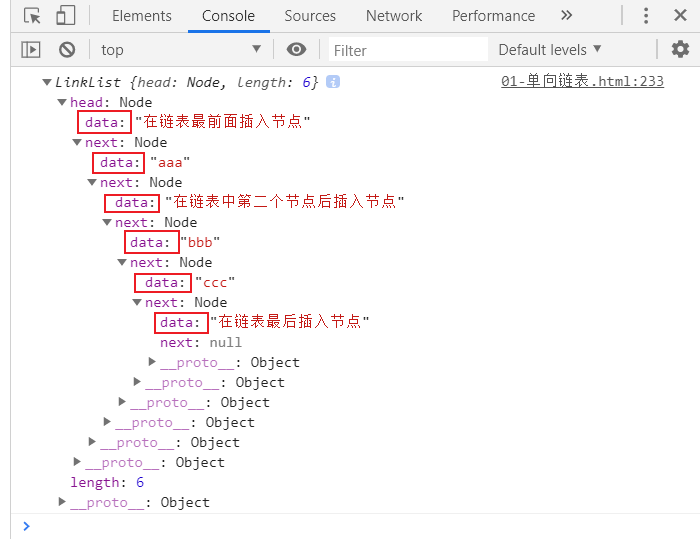 Elements Console Sources Network Performance »
top Filter Default levels
LinkList {head: Node, length: 6} i 01-单向链表.html:233
head: Node
data: "在链表最前面插入节点"
next: Node
data: "aaa"
next: Node
data: "在链表中第二个节点后插入节点"
next: Node
data: "bbb"
next: Node
data: "ccc"
next: Node
data: "在链表最后插入节点"
next: null
__proto__: Object
__proto__: Object
__proto__: Object
__proto__: Object
__proto__: Object
__proto__: Object
length: 6
__proto__: Object